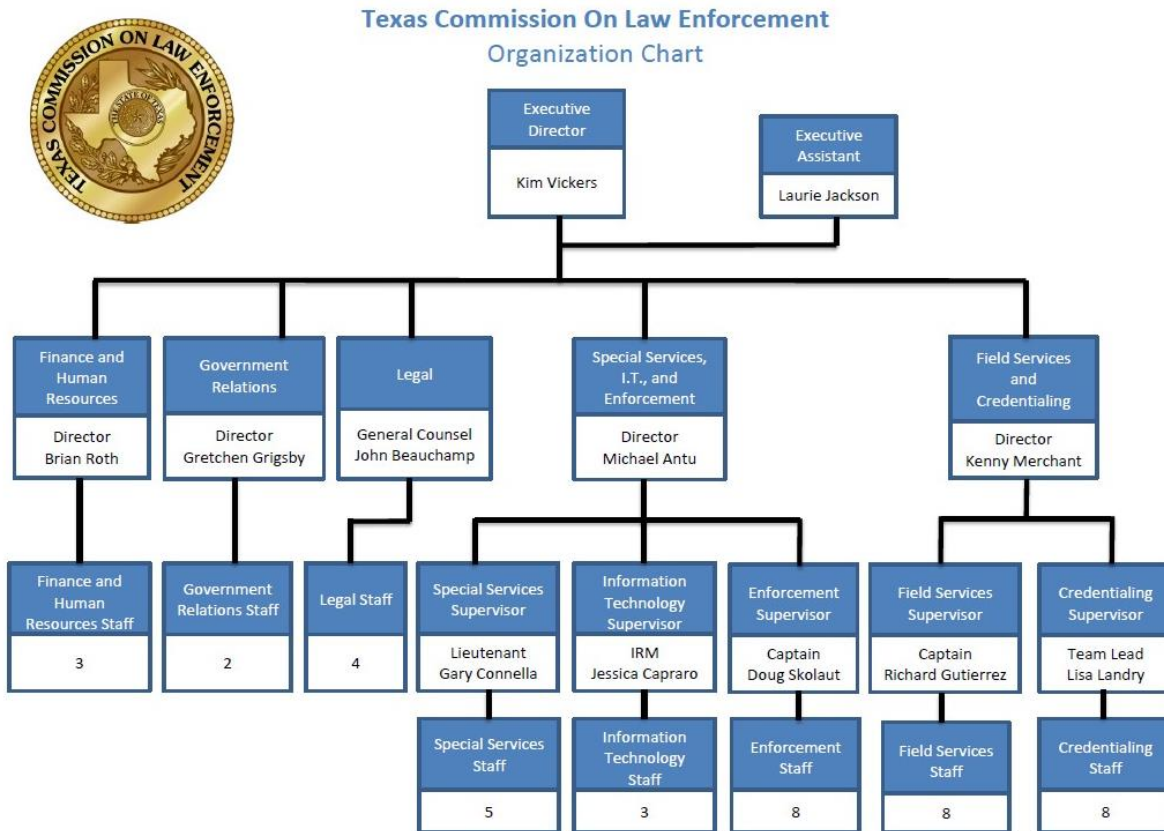 Texas Commission On Law Enforcement
Organization Chart
TEXAS COMMISSION ON LAW ENFORCEMENT
THE STATE OF TEXAS
Executive
Director
Kim Vickers
Executive
Assistant
Laurie Jackson
Finance and
Human
Resources
Director
Brian Roth
Government
Relations
Director
Gretchen Grigsby
Legal
General Counsel
John Beauchamp
Special Services,
I.T., and
Enforcement
Director
Michael Antu
Field Services
and
Credentialing
Director
Kenny Merchant
Finance and
Human
Resources Staff
3
Government
Relations Staff
2
Legal Staff
4
Special Services
Supervisor
Lieutenant
Gary Connella
Information
Technology
Supervisor
IRM
Jessica Capraro
Enforcement
Supervisor
Captain
Doug Skolaut
Field Services
Supervisor
Captain
Richard Gutierrez
Credentialing
Supervisor
Team Lead
Lisa Landry
Special Services
Staff
5
Information
Technology
Staff
3
Enforcement
Staff
8
Field Services
Staff
8
Credentialing
Staff
8